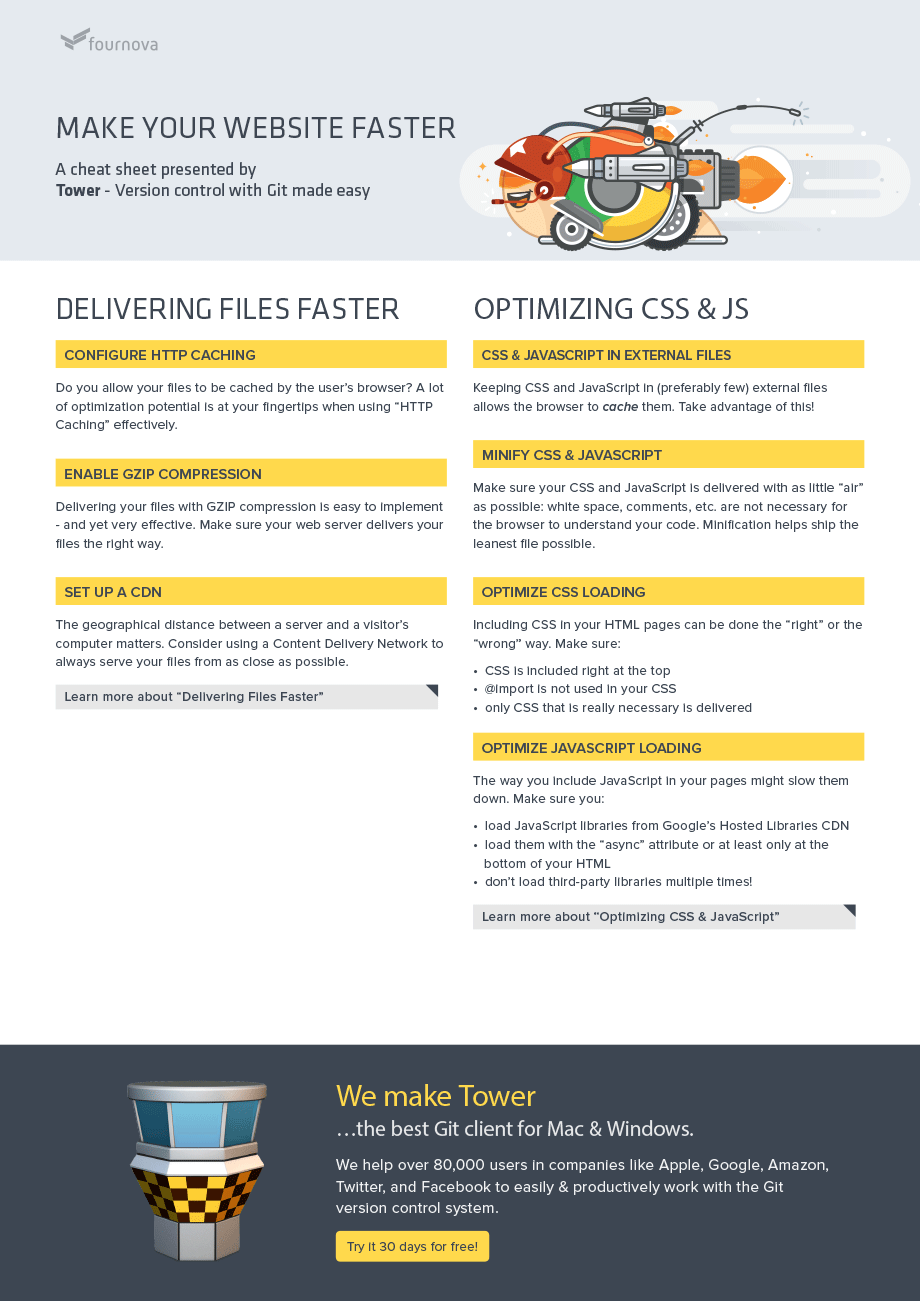 fournova
MAKE YOUR WEBSITE FASTER
A cheat sheet presented by
Tower - Version control with Git made easy
DELIVERING FILES FASTER
CONFIGURE HTTP CACHING
Do you allow your files to be cached by the user's browser? A lot
of optimization potential is at your fingertips when using “HTTP
Caching” effectively.
ENABLE GZIP COMPRESSION
Delivering your files with GZIP compression is easy to implement
- and yet very effective. Make sure your web server delivers your
files the right way.
SET UP A CDN
The geographical distance between a server and a visitor's
computer matters. Consider using a Content Delivery Network to
always serve your files from as close as possible.
Learn more about “Delivering Files Faster”
OPTIMIZING CSS & JS
CSS & JAVASCRIPT IN EXTERNAL FILES
Keeping CSS and JavaScript in (preferably few) external files
allows the browser to cache them. Take advantage of this!
MINIFY CSS & JAVASCRIPT
Make sure your CSS and JavaScript is delivered with as little “air”
as possible: white space, comments, etc. are not necessary for
the browser to understand your code. Minification helps ship the
leanest file possible.
OPTIMIZE CSS LOADING
Including CSS in your HTML pages can be done the “right” or the
“wrong” way. Make sure:
• CSS is included right at the top
• @import is not used in your CSS
• only CSS that is really necessary is delivered
OPTIMIZE JAVASCRIPT LOADING
The way you include JavaScript in your pages might slow them
down. Make sure you:
• load JavaScript libraries from Google's Hosted Libraries CDN
• load them with the “async” attribute or at least only at the
bottom of your HTML
• don't load third-party libraries multiple times!
Learn more about “Optimizing CSS & JavaScript”
We make Tower
…the best Git client for Mac & Windows.
We help over 80,000 users in companies like Apple, Google, Amazon,
Twitter, and Facebook to easily & productively work with the Git
version control system.
Try it 30 days for free!